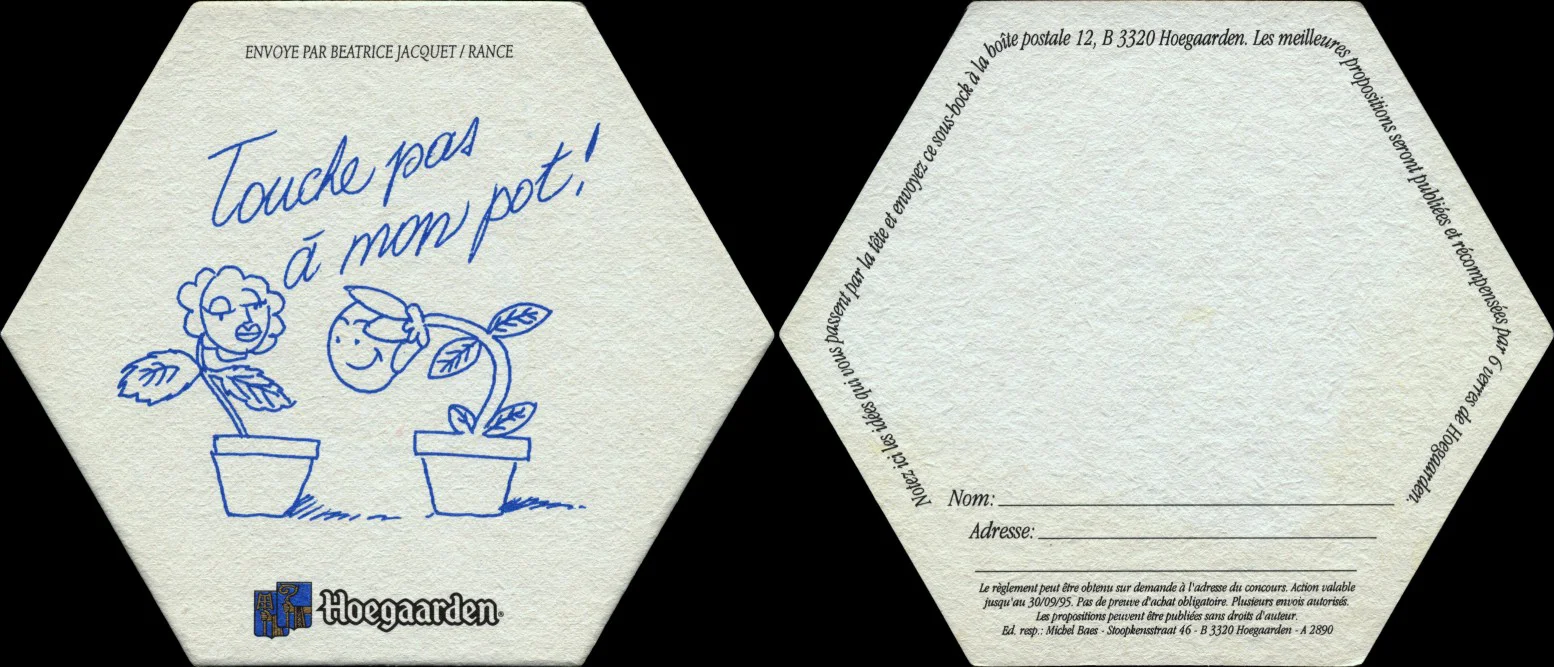 ENVOYE PAR BEATRICE JACQUET / RANCE
Touche pas
à mon pot!
Hoegaarden®
Notez ici les idées qui vous passent par la tête et envoyez ce sous-bock à la boîte postale 12, B 3320 Hoegaarden. Les meilleures propositions seront publiées et récompensées par 6 verres de Hoegaarden.
Nom:
Adresse:
Le règlement peut être obtenu sur demande à l'adresse du concours. Action valable
jusqu'au 30/09/95. Pas de preuve d'achat obligatoire. Plusieurs envois autorisés.
Les propositions peuvent être publiées sans droits d'auteur.
Ed. resp.: Michel Baes - Stoopkensstraat 46 - B 3320 Hoegaarden - A 2890